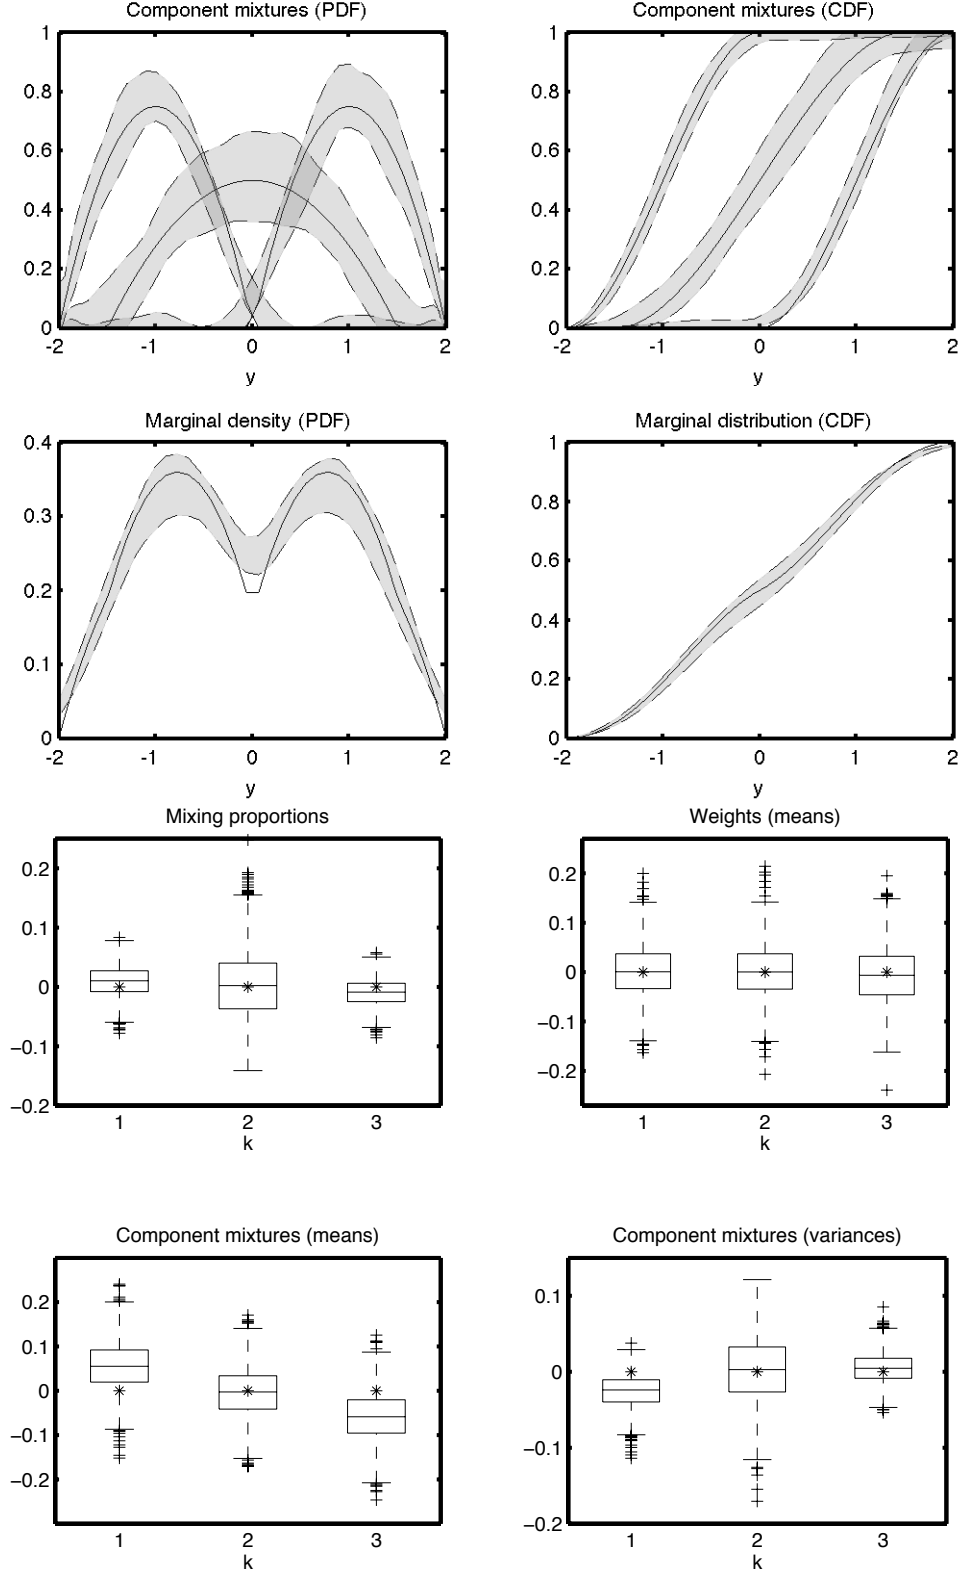 Component mixtures (PDF)
1
0.8
0.6
0.4
0.2
0
-2 -1 0 1 2
y
Component mixtures (CDF)
1
0.8
0.6
0.4
0.2
0
-2 -1 0 1 2
y
Marginal density (PDF)
0.4
0.3
0.2
0.1
0
-2 -1 0 1 2
y
Marginal distribution (CDF)
1
0.8
0.6
0.4
0.2
0
-2 -1 0 1 2
y
Mixing proportions
0.2
0.1
0
−0.1
−0.2
1 2 3
k
Weights (means)
0.2
0.1
0
−0.1
−0.2
1 2 3
k
Component mixtures (means)
0.2
0.1
0
−0.1
−0.2
1 2 3
k
Component mixtures (variances)
0.1
0
−0.1
−0.2
1 2 3
k